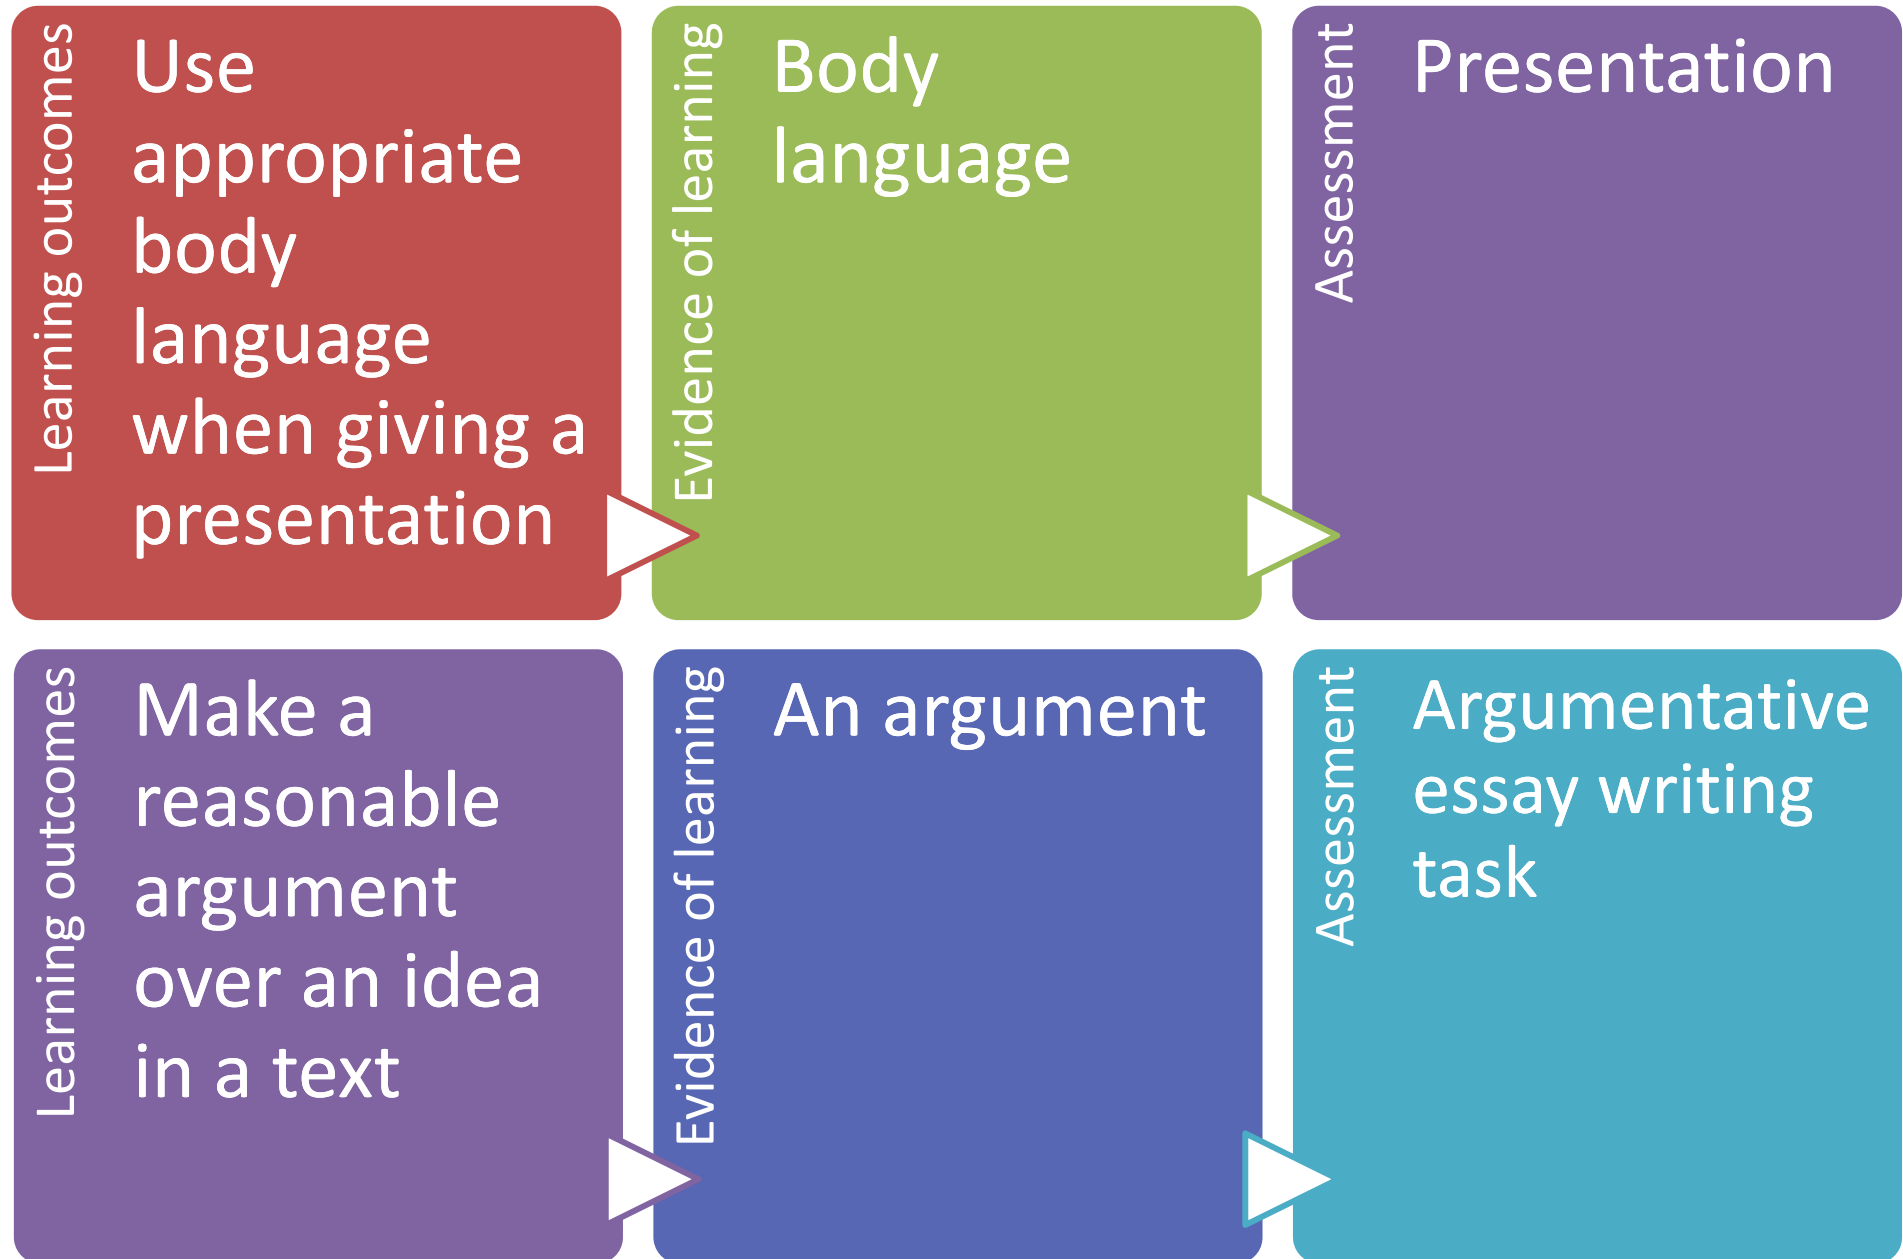 Learning outcomes
Use
appropriate
body
language
when giving a
presentation
Evidence of learning
Body
language
Assessment
Presentation
Learning outcomes
Make a
reasonable
argument
over an idea
in a text
Evidence of learning
An argument
Assessment
Argumentative
essay writing
task